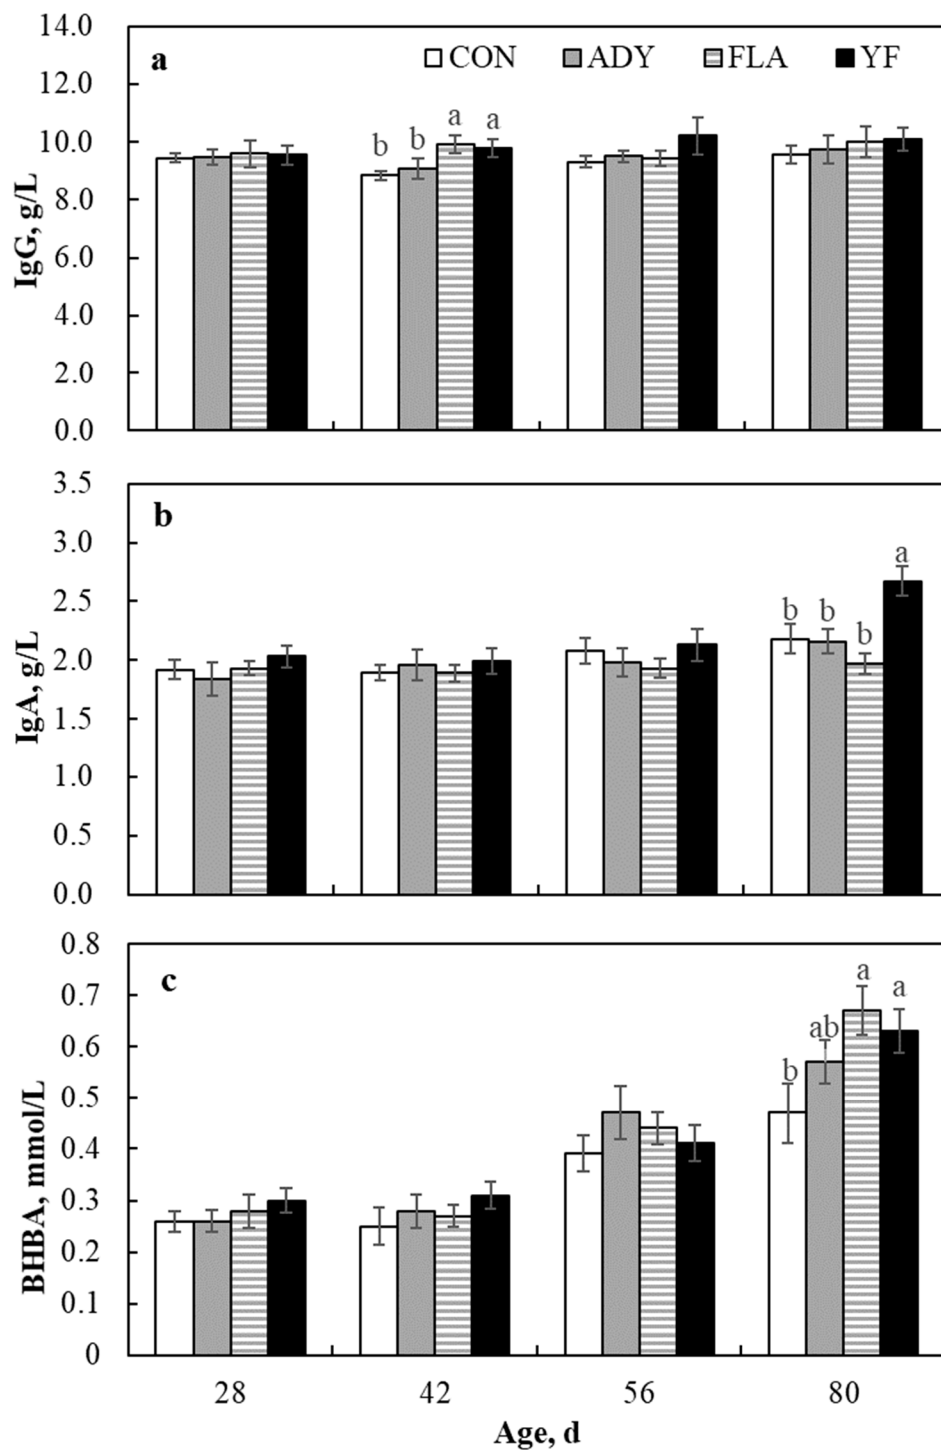 14.0
a
CON ADY FLA YF
12.0
a a
10.0
b b
8.0
IgG, g/L
6.0
4.0
2.0
0.0
3.5
b
3.0
a
2.5
b b b
2.0
IgA, g/L
1.5
1.0
0.5
0.0
0.8
c
0.7
a a
0.6
ab
b
0.5
0.4
BHBA, mmol/L
0.3
0.2
0.1
0
28 42 56 80
Age, d